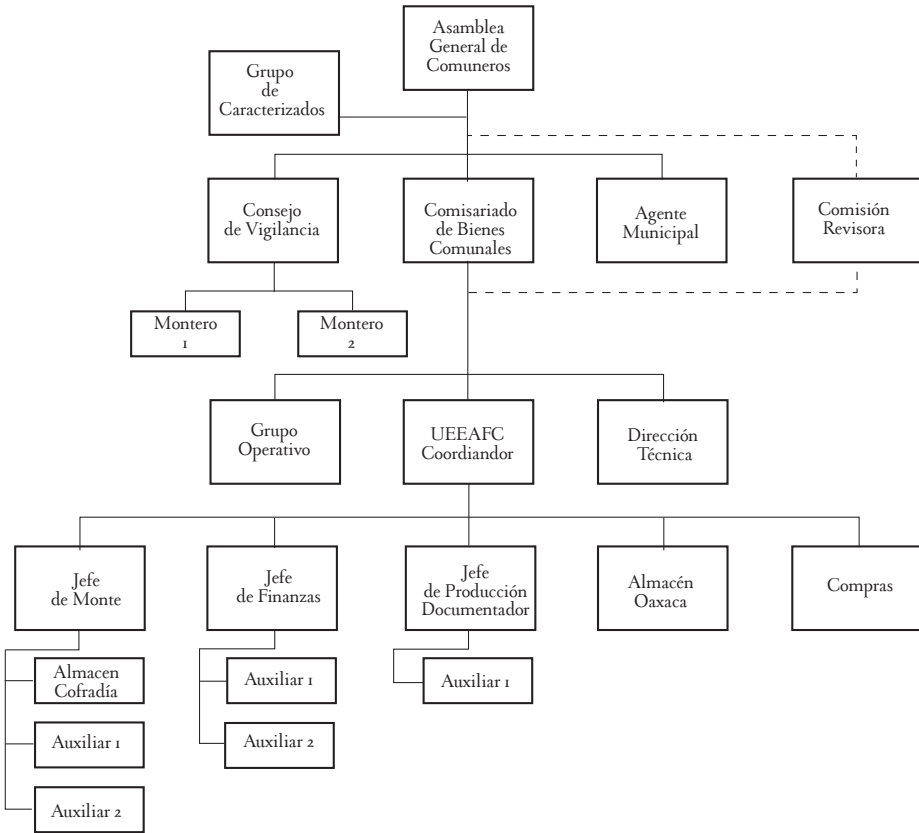 Asamblea
General de
Comuneros
Grupo
de
Caracterizados
Consejo
de Vigilancia
Comisariado
de Bienes
Comunales
Agente
Municipal
Comisión
Revisora
Montero
1
Montero
2
Grupo
Operativo
UEEAFC
Coordiandor
Dirección
Técnica
Jefe
de Monte
Jefe
de Finanzas
Jefe
de Producción
Documentador
Almacén
Oaxaca
Compras
Almacen
Cofradía
Auxiliar 1
Auxiliar 2
Auxiliar 1
Auxiliar 2
Auxiliar 1